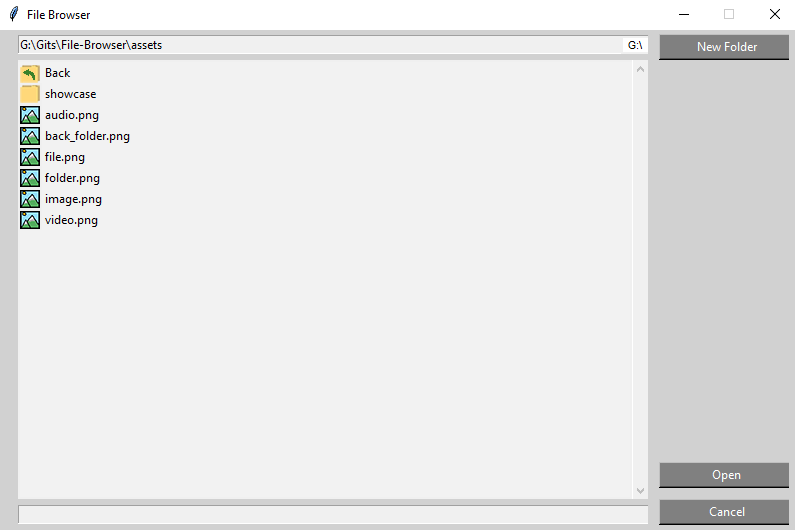 File Browser
G:\Gits\File-Browser\assets
G:\
New Folder
Back
showcase
audio.png
back_folder.png
file.png
folder.png
image.png
video.png
Open
Cancel